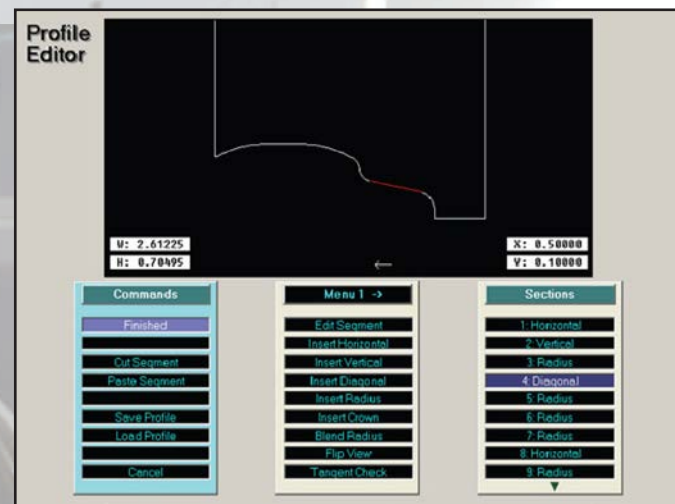 Profile
Editor
W: 2.61225
H: 0.70495
X: 0.50000
Y: 0.10000
Commands
Finished
Cut Segment
Paste Segment
Save Profile
Load Profile
Cancel
Menu 1 ->
Edit Segment
Insert Horizontal
Insert Vertical
Insert Diagonal
Insert Radius
Insert Crown
Blend Radius
Flip View
Tangent Check
Sections
1: Horizontal
2: Vertical
3: Radius
4: Diagonal
5: Radius
6: Radius
7: Radius
8: Horizontal
9: Radius